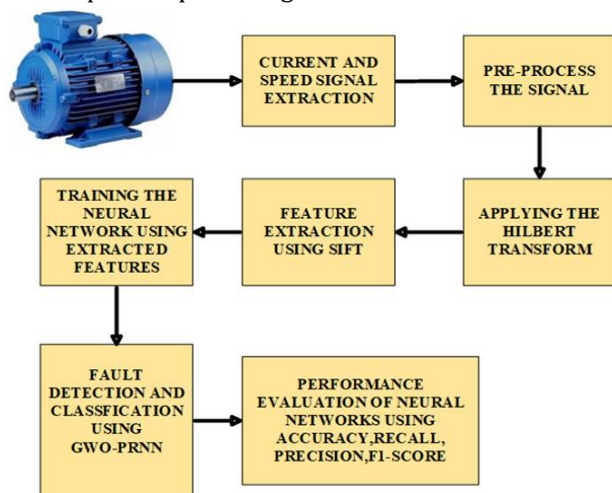 CURRENT AND
SPEED SIGNAL
EXTRACTION
PRE-PROCESS
THE SIGNAL
APPLYING THE
HILBERT
TRANSFORM
FEATURE
EXTRACTION
USING SIFT
TRAINING THE
NEURAL
NETWORK USING
EXTRACTED
FEATURES
FAULT
DETECTION AND
CLASSFICATION
USING
GWO-PRNN
PERFORMANCE
EVALUATION OF NEURAL
NETWORKS USING
ACCURACY,RECALL,
PRECISION,F1-SCORE